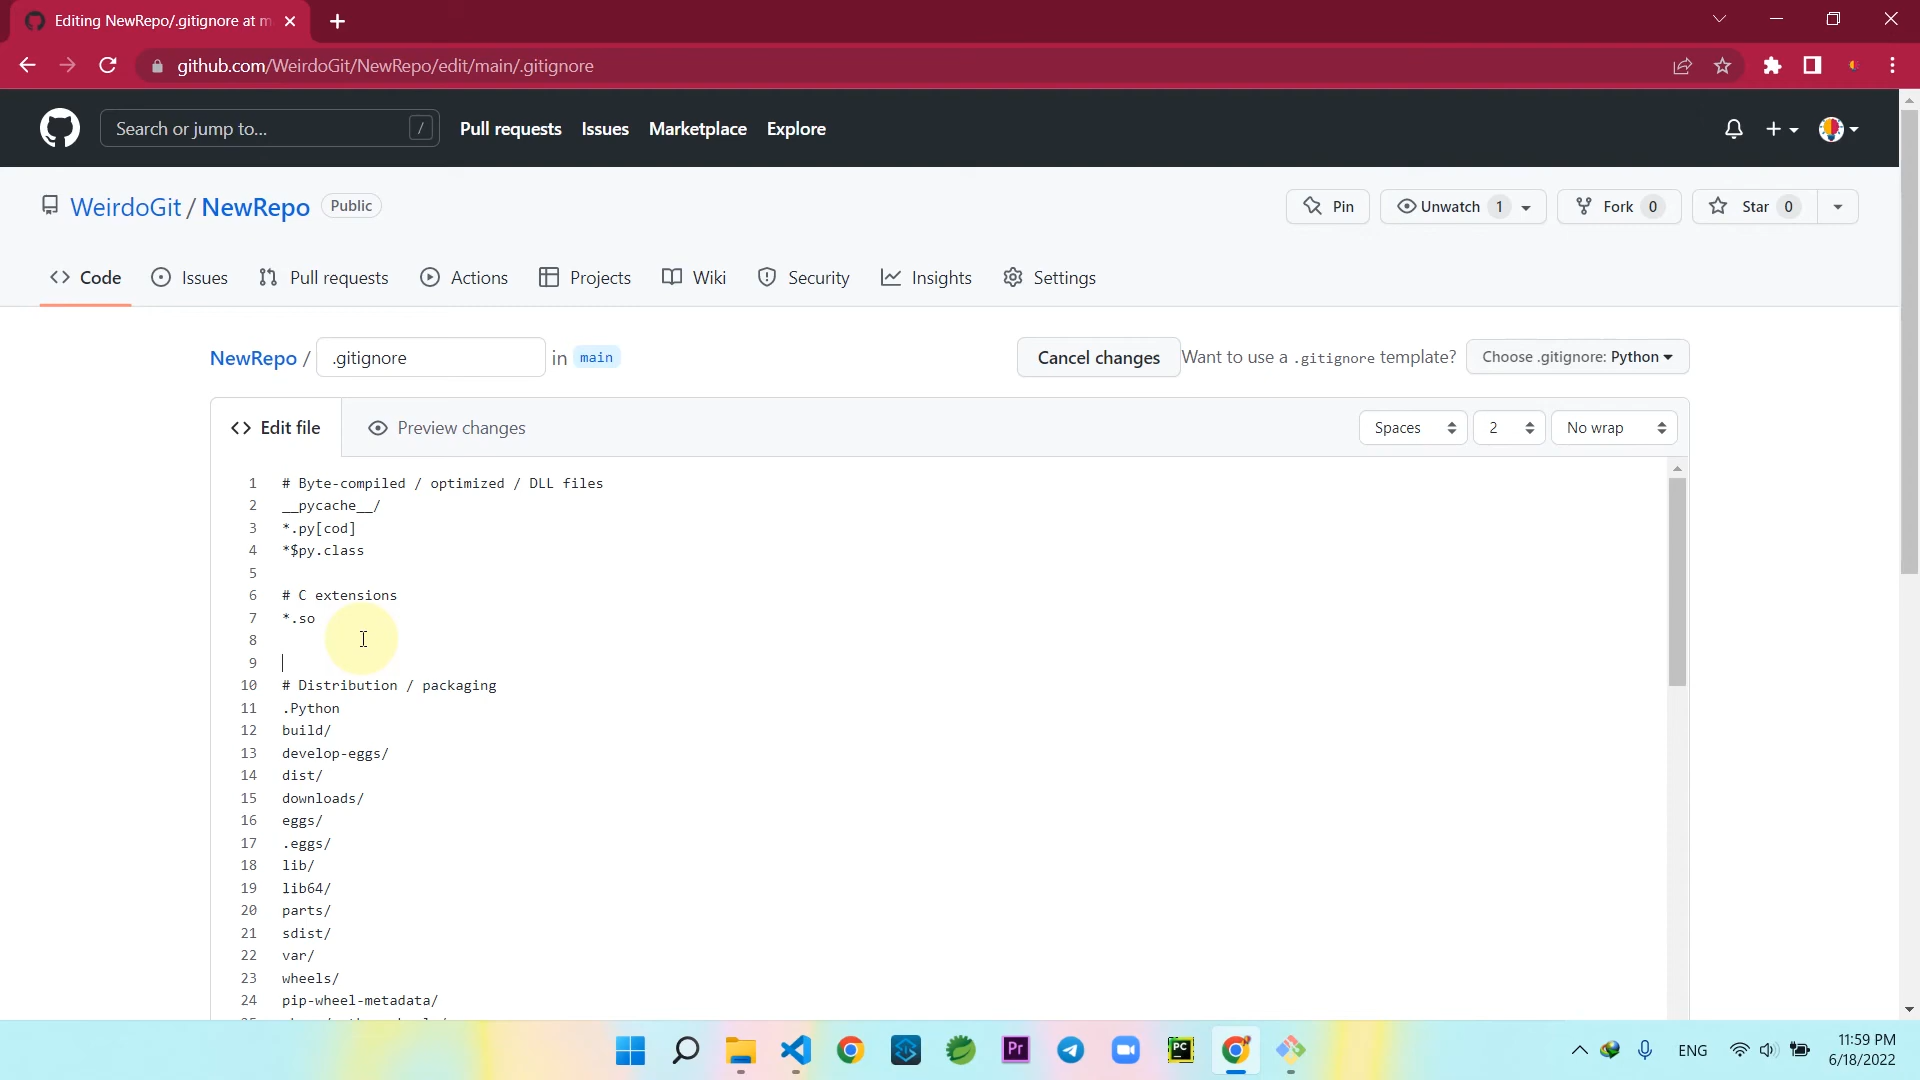 Editing NewRepo/.gitignore at m
github.com/WeirdoGit/NewRepo/edit/main/.gitignore
Search or jump to... / Pull requests Issues Marketplace Explore
WeirdoGit / NewRepo Public Pin Unwatch 1 Fork 0 Star 0
Code Issues Pull requests Actions Projects Wiki Security Insights Settings
NewRepo / .gitignore in main Cancel changes Want to use a .gitignore template? Choose .gitignore: Python
Edit file Preview changes Spaces 2 No wrap
1 # Byte-compiled / optimized / DLL files
2 __pycache__/
3 *.py[cod]
4 *$py.class
5
6 # C extensions
7 *.so
8
9
10 # Distribution / packaging
11 .Python
12 build/
13 develop-eggs/
14 dist/
15 downloads/
16 eggs/
17 .eggs/
18 lib/
19 lib64/
20 parts/
21 sdist/
22 var/
23 wheels/
24 pip-wheel-metadata/
Pr PC ENG 11:59 PM
6/18/2022